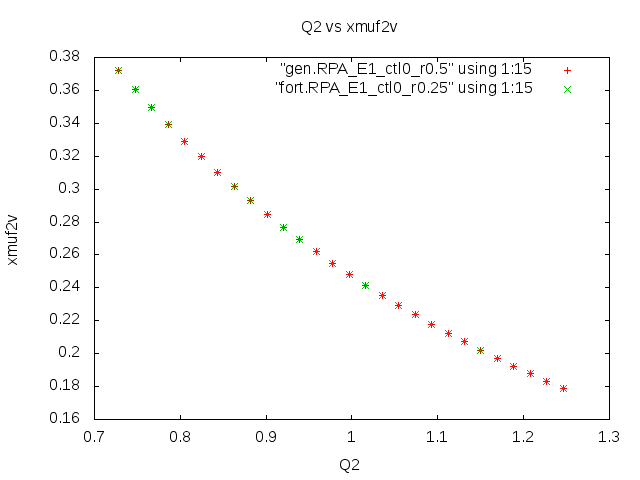 Q2 vs xmuf2v
"gen.RPA_E1_ctl0_r0.5" using 1:15
"fort.RPA_E1_ctl0_r0.25" using 1:15
0.38
0.36
0.34
0.32
0.3
0.28
0.26
0.24
0.22
0.2
0.18
0.16
xmuf2v
0.7 0.8 0.9 1 1.1 1.2 1.3
Q2